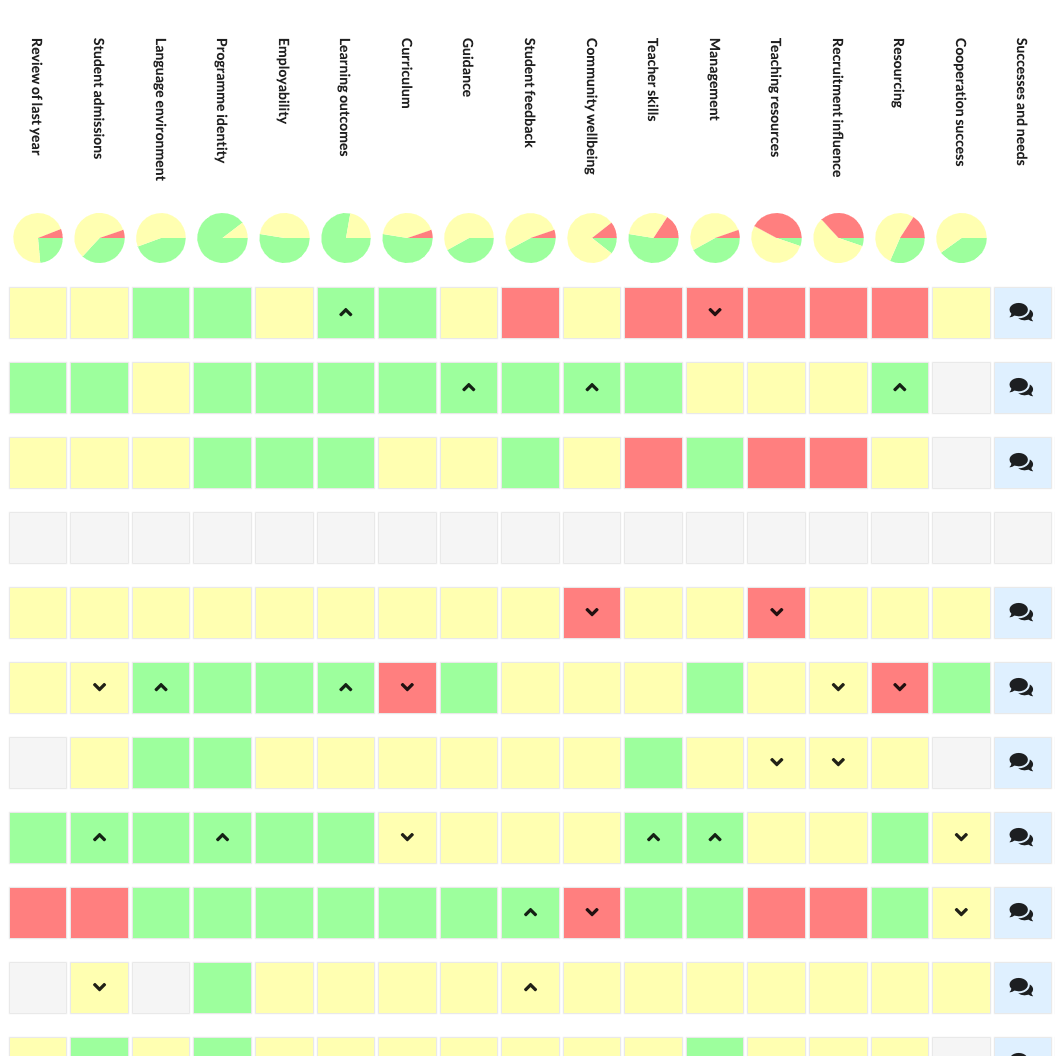 Review of last year
Student admissions
Language environment
Programme identity
Employability
Learning outcomes
Curriculum
Guidance
Student feedback
Community wellbeing
Teacher skills
Management
Teaching resources
Recruitment influence
Resourcing
Cooperation success
Successes and needs